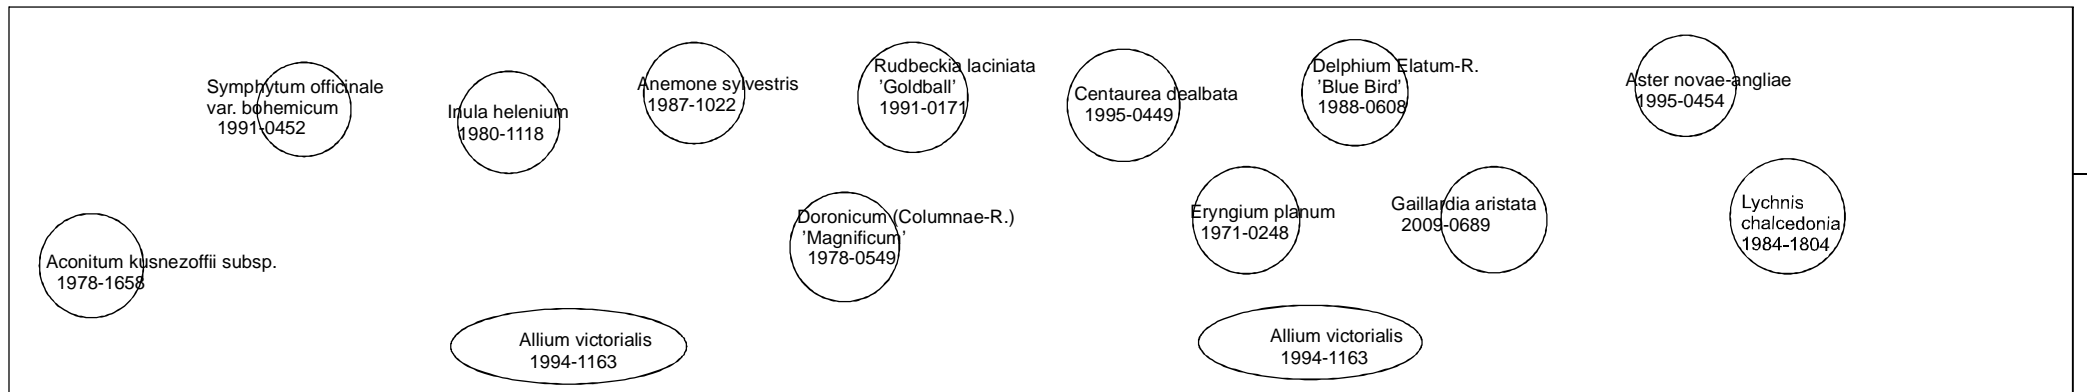 Symphytum officinale
var. bohemicum
1991-0452
Inula helenium
1980-1118
Anemone sylvestris
1987-1022
Rudbeckia laciniata
'Goldball'
1991-0171
Centaurea dealbata
1995-0449
Delphium Elatum-R.
'Blue Bird'
1988-0608
Aster novae-angliae
1995-0454
Aconitum kusnezoffii subsp.
1978-1658
Doronicum (Columnae-R.)
'Magnificum'
1978-0549
Eryngium planum
1971-0248
Gaillardia aristata
2009-0689
Lychnis
chalcedonia
1984-1804
Allium victorialis
1994-1163
Allium victorialis
1994-1163